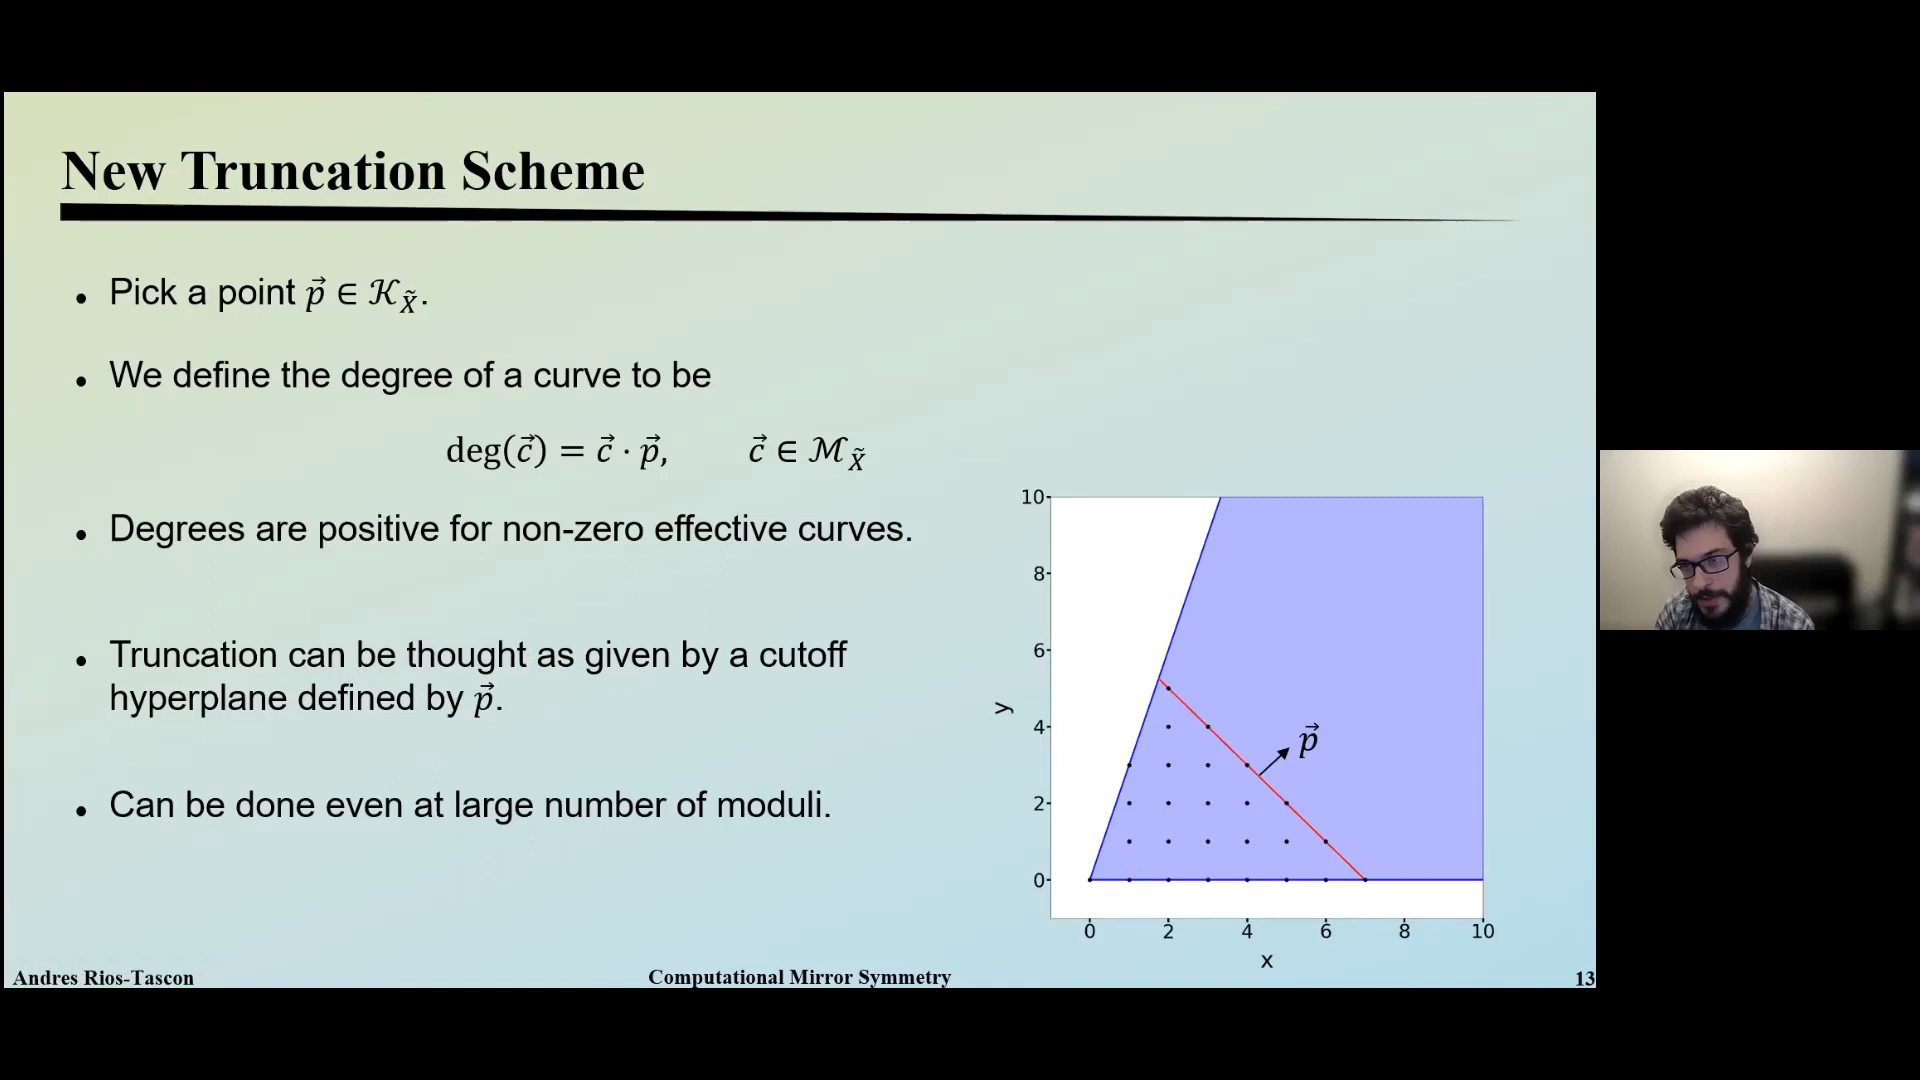 New Truncation Scheme
• Pick a point p⃗ ∈ 𝒦_X̃.
• We define the degree of a curve to be
deg(c⃗) = c⃗ · p⃗, c⃗ ∈ ℳ_X̃
• Degrees are positive for non-zero effective curves.
• Truncation can be thought as given by a cutoff
hyperplane defined by p⃗.
• Can be done even at large number of moduli.
10
8
6
4
2
0
y
p⃗
0 2 4 6 8 10
x
Andres Rios-Tascon
Computational Mirror Symmetry
13